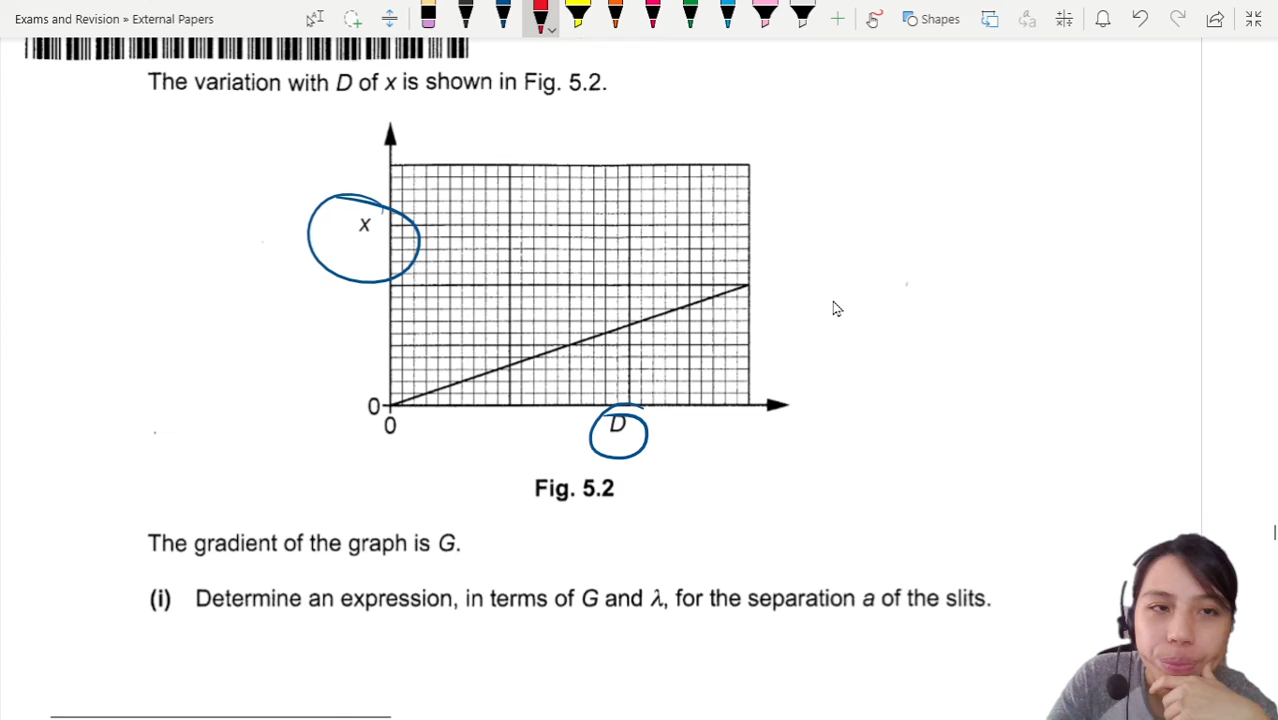 Exams and Revision » External Papers
Shapes
The variation with D of x is shown in Fig. 5.2.
x
0
0
D
Fig. 5.2
The gradient of the graph is G.
(i) Determine an expression, in terms of G and λ, for the separation a of the slits.